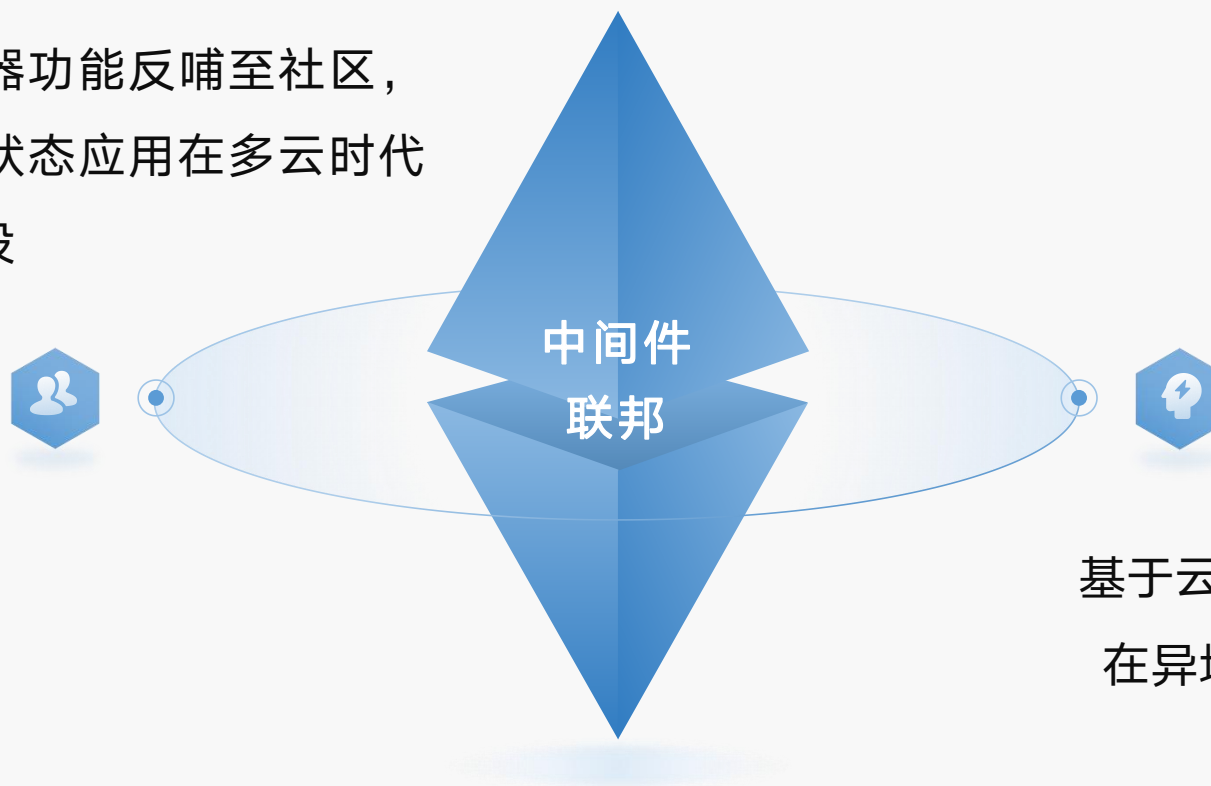 器功能反哺至社区，
状态应用在多云时代
中间件
联邦
基于云
在异